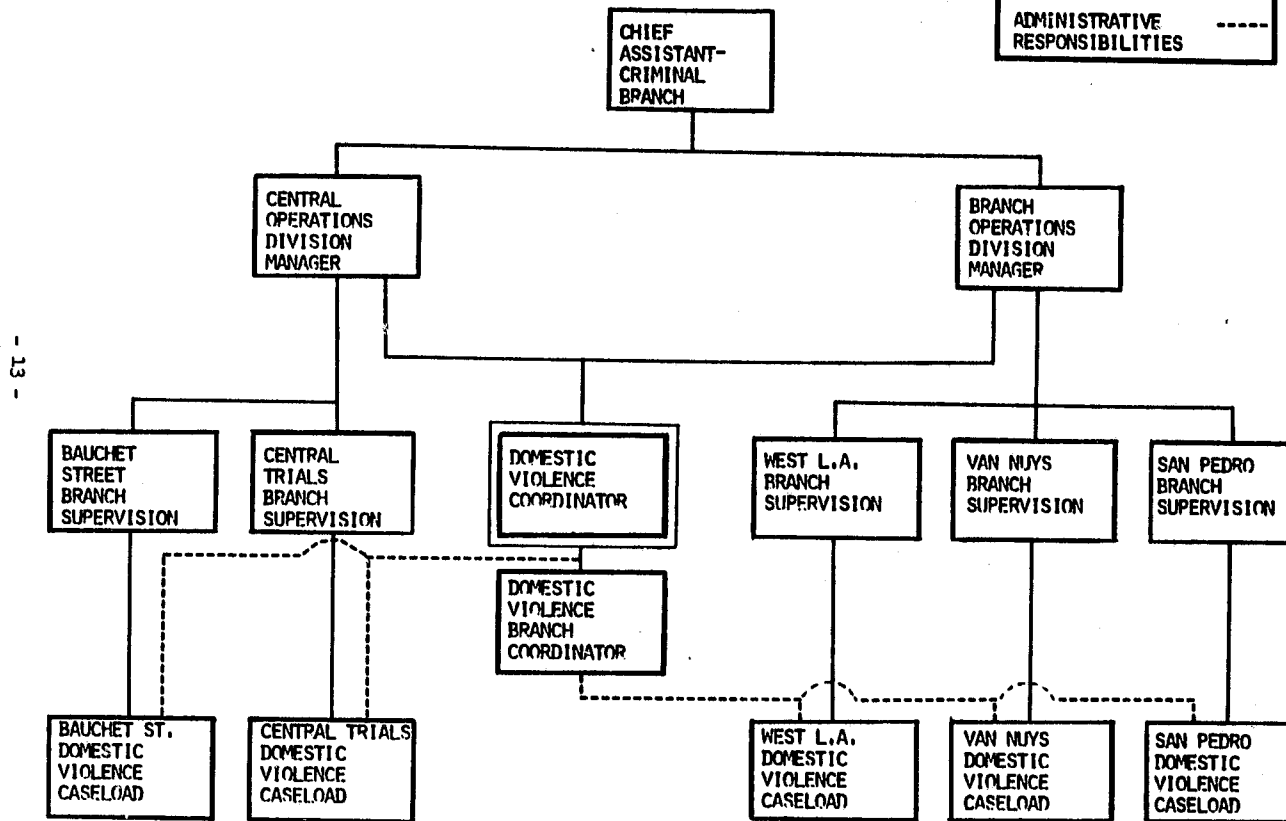 ADMINISTRATIVE
RESPONSIBILITIES
CHIEF
ASSISTANT-
CRIMINAL
BRANCH
CENTRAL
OPERATIONS
DIVISION
MANAGER
BRANCH
OPERATIONS
DIVISION
MANAGER
- 13 -
BAUCHET
STREET
BRANCH
SUPERVISION
CENTRAL
TRIALS
BRANCH
SUPERVISION
DOMESTIC
VIOLENCE
COORDINATOR
WEST L.A.
BRANCH
SUPERVISION
VAN NUYS
BRANCH
SUPERVISION
SAN PEDRO
BRANCH
SUPERVISION
DOMESTIC
VIOLENCE
BRANCH
COORDINATOR
BAUCHET ST.
DOMESTIC
VIOLENCE
CASELOAD
CENTRAL TRIALS
DOMESTIC
VIOLENCE
CASELOAD
WEST L.A.
DOMESTIC
VIOLENCE
CASELOAD
VAN NUYS
DOMESTIC
VIOLENCE
CASELOAD
SAN PEDRO
DOMESTIC
VIOLENCE
CASELOAD